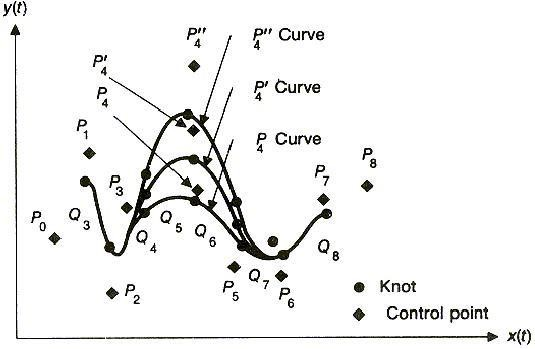 y(t)
P″4 P″4 Curve
P′4
P4 P′4 Curve
P1 P4 Curve
P3 P7 P8
P0 Q3 Q4 Q5 Q6 Q8
P2 P5 Q7 P6
Knot
Control point
x(t)